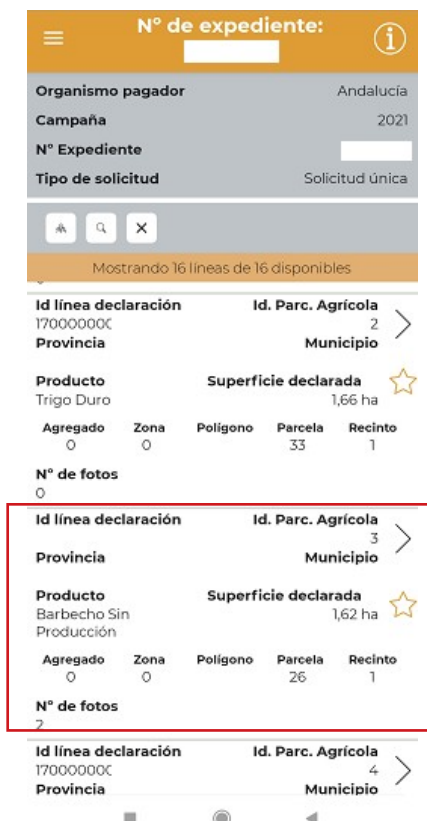 Nº de expediente:
Organismo pagador Andalucía
Campaña 2021
Nº Expediente
Tipo de solicitud Solicitud única
Mostrando 16 líneas de 16 disponibles
Id línea declaración Id. Parc. Agrícola
17000000C 2
Provincia Municipio
Producto Superficie declarada
Trigo Duro 1,66 ha
Agregado Zona Polígono Parcela Recinto
0 0 33 1
Nº de fotos
0
Id línea declaración Id. Parc. Agrícola
3
Provincia Municipio
Producto Superficie declarada
Barbecho Sin 1,62 ha
Producción
Agregado Zona Polígono Parcela Recinto
0 0 26 1
Nº de fotos
2
Id línea declaración Id. Parc. Agrícola
17000000C 4
Provincia Municipio